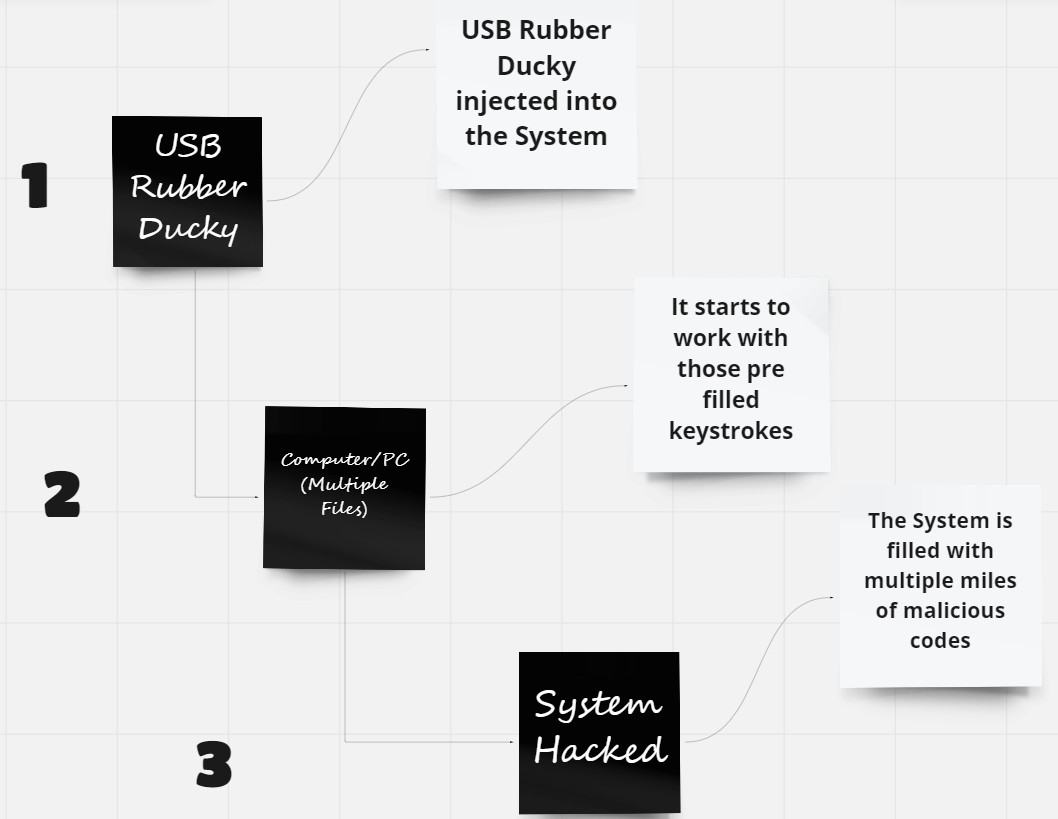 1
USB
Rubber
Ducky
USB Rubber
Ducky
injected into
the System
2
Computer/PC
(Multiple
Files)
It starts to
work with
those pre
filled
keystrokes
3
System
Hacked
The System is
filled with
multiple miles
of malicious
codes